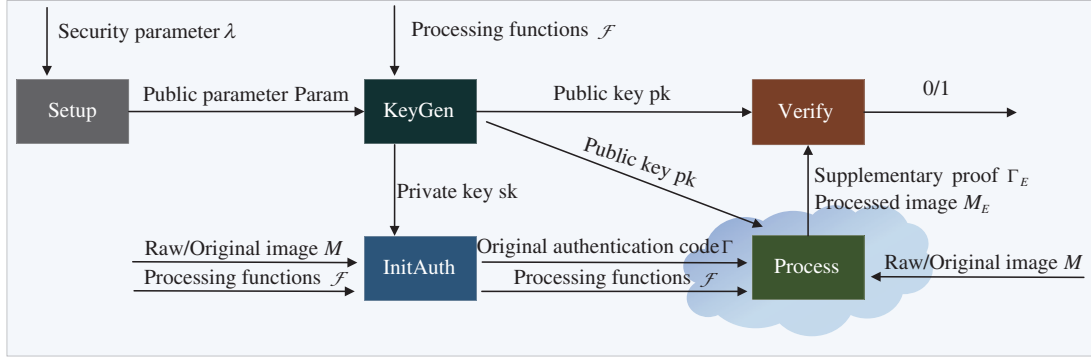 Security parameter λ
Processing functions ℱ
Setup
Public parameter Param
KeyGen
Public key pk
Verify
0/1
Public key pk
Private key sk
Supplementary proof Γ_E
Processed image M_E
Raw/Original image M
Processing functions ℱ
InitAuth
Original authentication code Γ
Processing functions ℱ
Process
Raw/Original image M